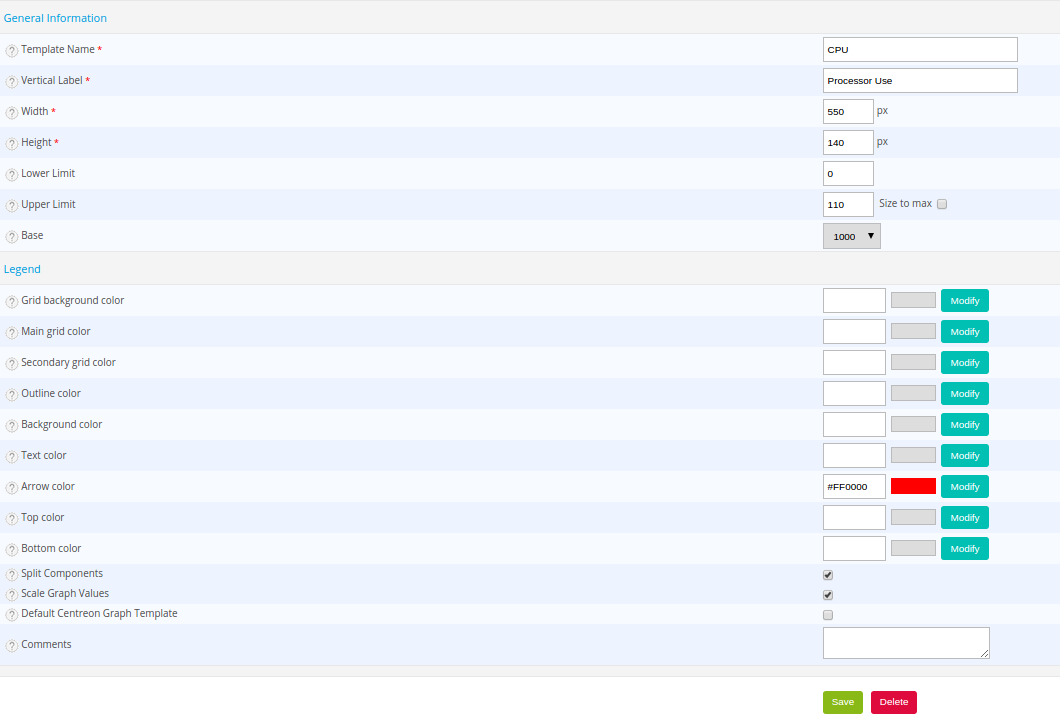 General Information
? Template Name * CPU
? Vertical Label * Processor Use
? Width * 550 px
? Height * 140 px
? Lower Limit 0
? Upper Limit 110 Size to max
? Base 1000
Legend
? Grid background color Modify
? Main grid color Modify
? Secondary grid color Modify
? Outline color Modify
? Background color Modify
? Text color Modify
? Arrow color #FF0000 Modify
? Top color Modify
? Bottom color Modify
? Split Components
? Scale Graph Values
? Default Centreon Graph Template
? Comments
Save Delete